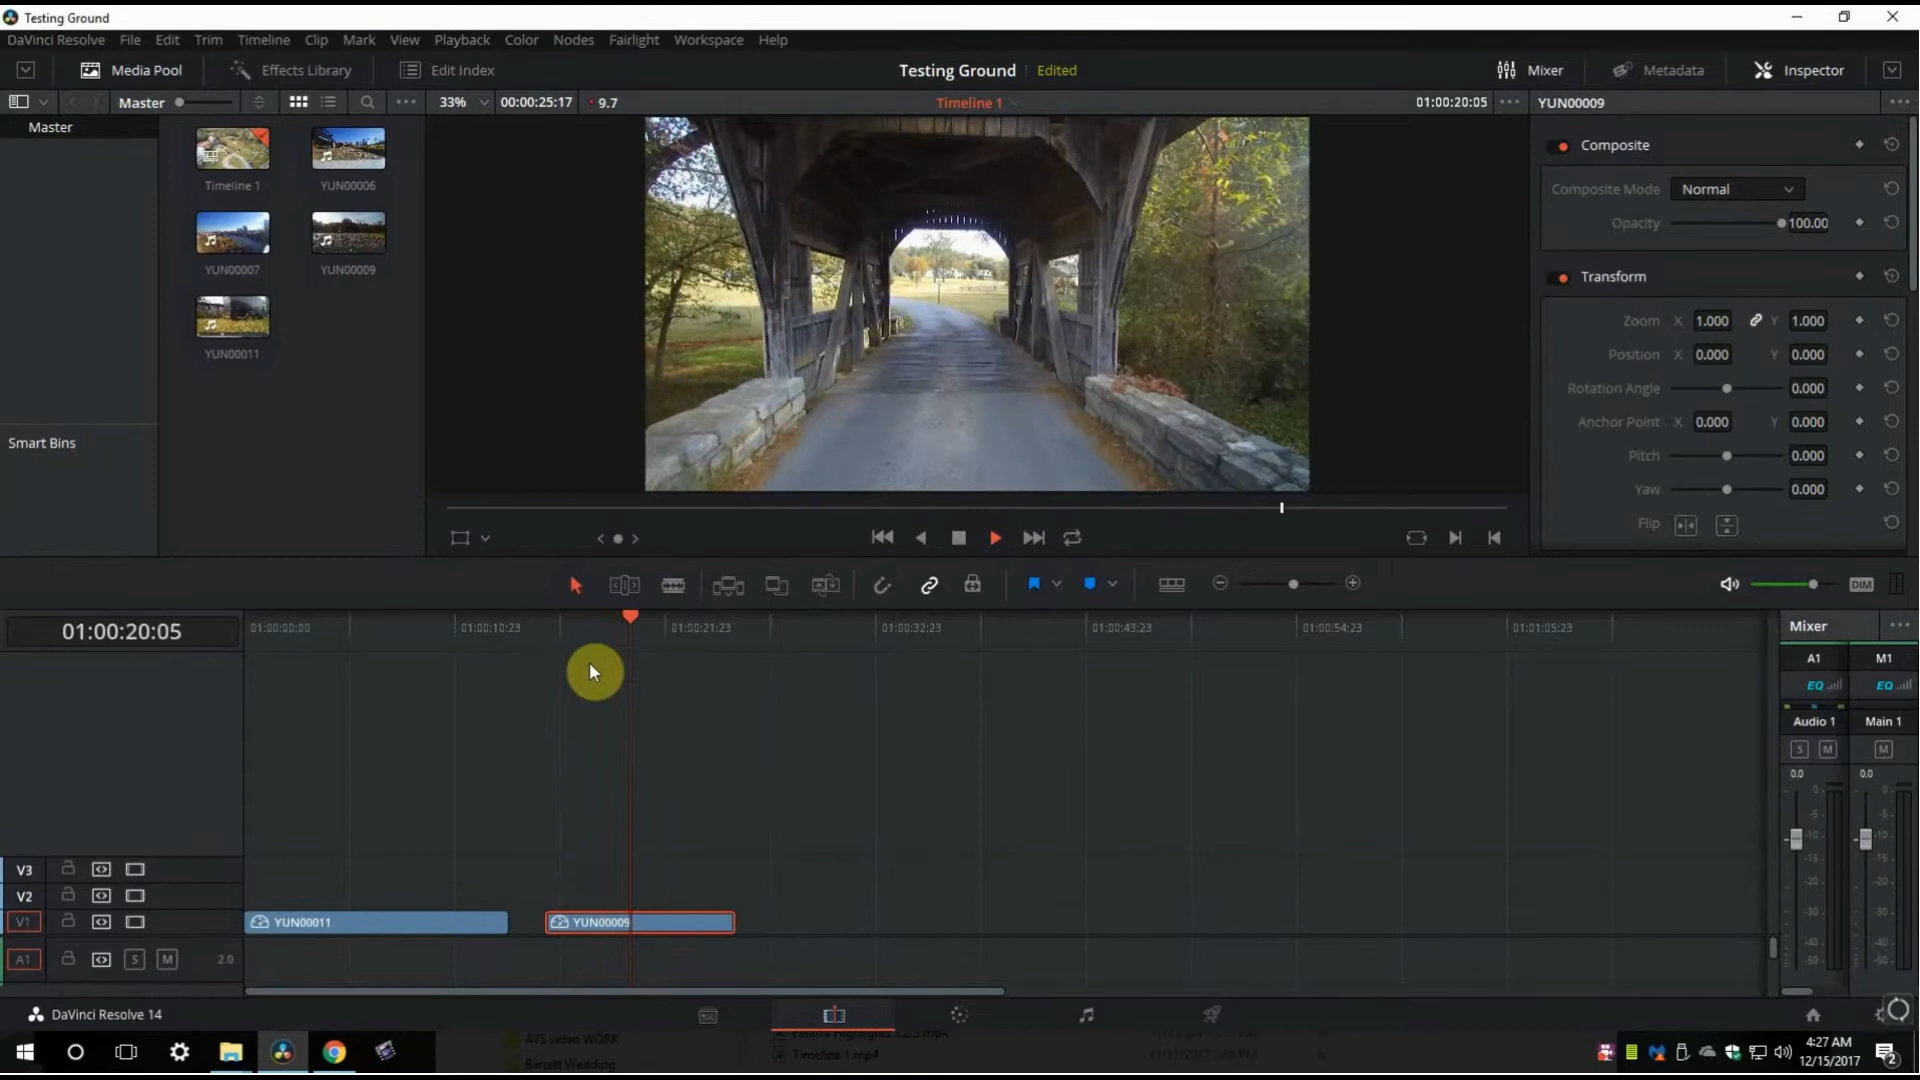 Testing Ground
DaVinci Resolve File Edit Trim Timeline Clip Mark View Playback Color Nodes Fairlight Workspace Help
Media Pool Effects Library Edit Index Testing Ground Edited Mixer Metadata Inspector
Master 33% 00:00:25:17 9.7 Timeline 1 01:00:20:05 YUN00009
Master
Composite
Timeline 1 YUN00006
Composite Mode Normal
Opacity 100.00
YUN00007 YUN00009
Transform
Zoom X 1.000 Y 1.000
YUN00011
Position X 0.000 Y 0.000
Rotation Angle 0.000
Anchor Point X 0.000 Y 0.000
Smart Bins
Pitch 0.000
Yaw 0.000
Flip
DIM
01:00:20:05 01:00:00:00 01:00:10:23 01:00:21:23 01:00:32:23 01:00:43:23 01:00:54:23 01:01:05:23 Mixer
A1 M1
EQ EQ
Audio 1 Main 1
S M M
0.0 0.0
V3
V2
V1 YUN00011 YUN00009
A1 S M 2.0
DaVinci Resolve 14
AVS video WORK
Timeline 1.mp4
Barrett Wedding
4:27 AM
12/15/2017
2